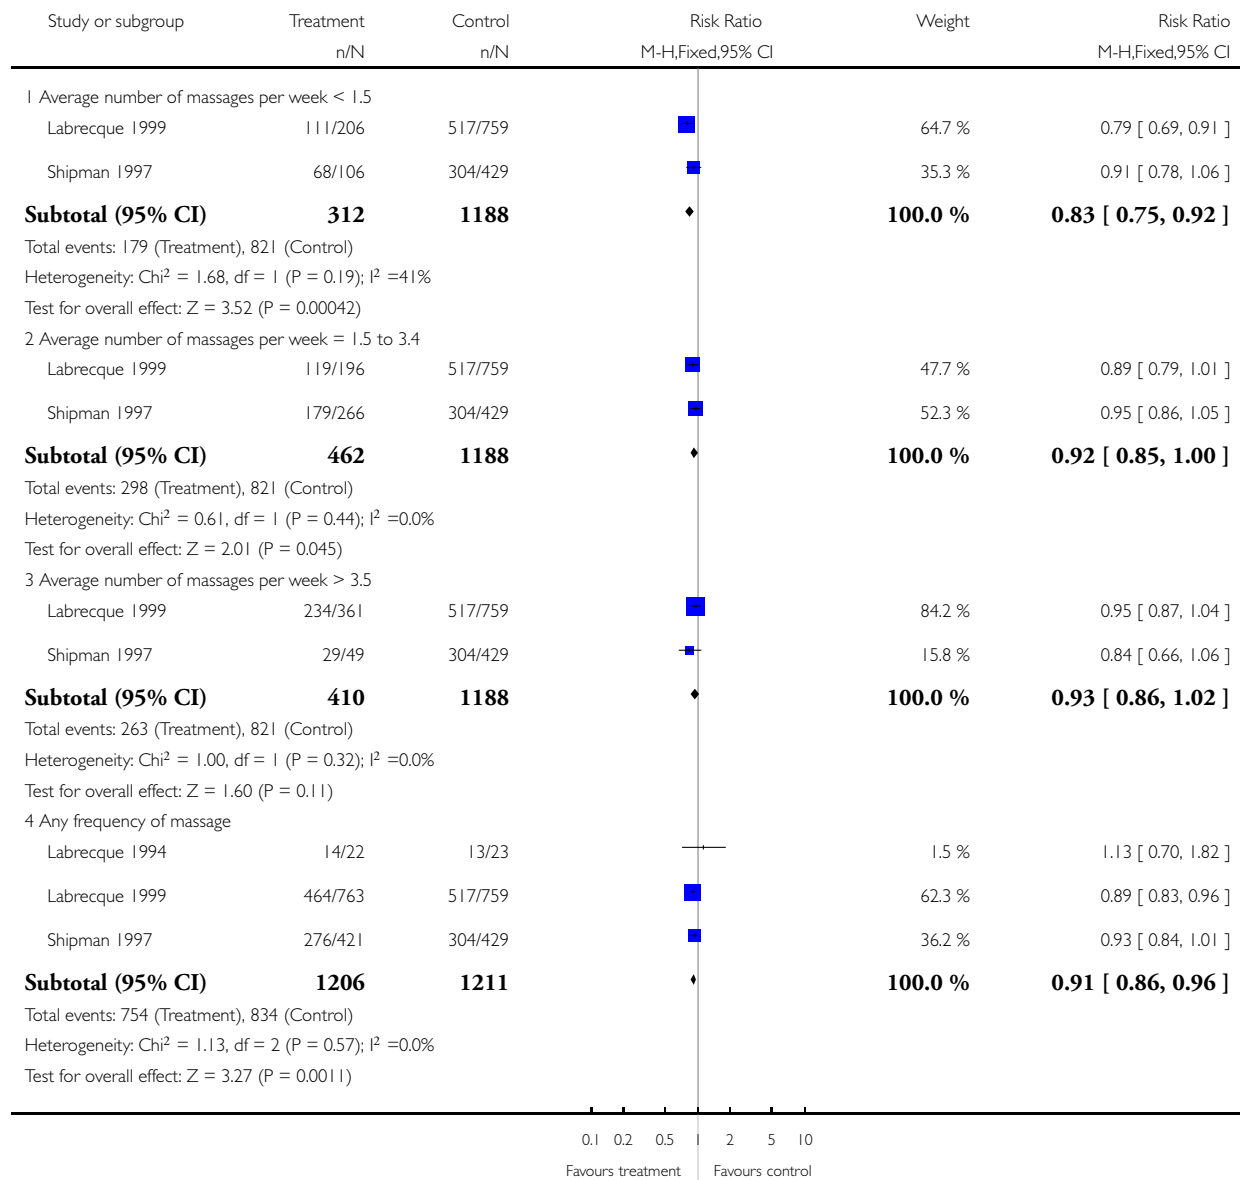 Study or subgroup Treatment Control Risk Ratio Weight Risk Ratio
n/N n/N M-H,Fixed,95% CI M-H,Fixed,95% CI
1 Average number of massages per week < 1.5
Labrecque 1999 111/206 517/759 64.7 % 0.79 [ 0.69, 0.91 ]
Shipman 1997 68/106 304/429 35.3 % 0.91 [ 0.78, 1.06 ]
Subtotal (95% CI) 312 1188 100.0 % 0.83 [ 0.75, 0.92 ]
Total events: 179 (Treatment), 821 (Control)
Heterogeneity: Chi² = 1.68, df = 1 (P = 0.19); I² =41%
Test for overall effect: Z = 3.52 (P = 0.00042)
2 Average number of massages per week = 1.5 to 3.4
Labrecque 1999 119/196 517/759 47.7 % 0.89 [ 0.79, 1.01 ]
Shipman 1997 179/266 304/429 52.3 % 0.95 [ 0.86, 1.05 ]
Subtotal (95% CI) 462 1188 100.0 % 0.92 [ 0.85, 1.00 ]
Total events: 298 (Treatment), 821 (Control)
Heterogeneity: Chi² = 0.61, df = 1 (P = 0.44); I² =0.0%
Test for overall effect: Z = 2.01 (P = 0.045)
3 Average number of massages per week > 3.5
Labrecque 1999 234/361 517/759 84.2 % 0.95 [ 0.87, 1.04 ]
Shipman 1997 29/49 304/429 15.8 % 0.84 [ 0.66, 1.06 ]
Subtotal (95% CI) 410 1188 100.0 % 0.93 [ 0.86, 1.02 ]
Total events: 263 (Treatment), 821 (Control)
Heterogeneity: Chi² = 1.00, df = 1 (P = 0.32); I² =0.0%
Test for overall effect: Z = 1.60 (P = 0.11)
4 Any frequency of massage
Labrecque 1994 14/22 13/23 1.5 % 1.13 [ 0.70, 1.82 ]
Labrecque 1999 464/763 517/759 62.3 % 0.89 [ 0.83, 0.96 ]
Shipman 1997 276/421 304/429 36.2 % 0.93 [ 0.84, 1.01 ]
Subtotal (95% CI) 1206 1211 100.0 % 0.91 [ 0.86, 0.96 ]
Total events: 754 (Treatment), 834 (Control)
Heterogeneity: Chi² = 1.13, df = 2 (P = 0.57); I² =0.0%
Test for overall effect: Z = 3.27 (P = 0.0011)
0.1 0.2 0.5 1 2 5 10
Favours treatment Favours control